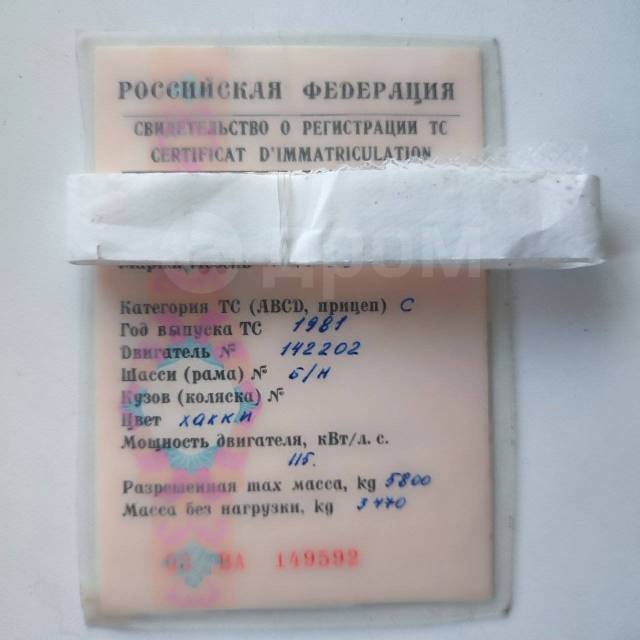 РОССИЙСКАЯ ФЕДЕРАЦИЯ
СВИДЕТЕЛЬСТВО О РЕГИСТРАЦИИ ТС
CERTIFICAT D'IMMATRICULATION
дром
Категория ТС (ABCD, прицеп) С
Год выпуска ТС 1981
Двигатель № 142202
Шасси (рама) № б/н
Кузов (коляска) №
Цвет хакки
Мощность двигателя, кВт/л. с.
115.
Разрешенная max масса, kg 5800
Масса без нагрузки, kg 3470
ВА 149592